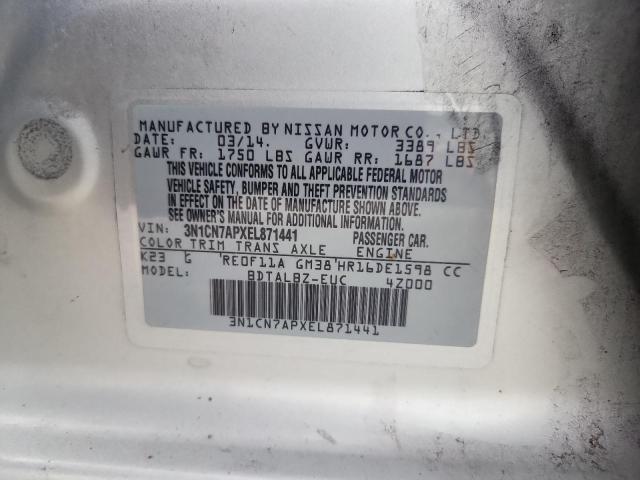 MANUFACTURED BY NISSAN MOTOR CO., LTD.
DATE: 03/14. GVWR: 3389 LBS
GAWR FR: 1750 LBS GAWR RR: 1687 LBS
THIS VEHICLE CONFORMS TO ALL APPLICABLE FEDERAL MOTOR
VEHICLE SAFETY, BUMPER AND THEFT PREVENTION STANDARDS
IN EFFECT ON THE DATE OF MANUFACTURE SHOWN ABOVE.
SEE OWNER'S MANUAL FOR ADDITIONAL INFORMATION.
VIN: 3N1CN7APXEL871441 PASSENGER CAR.
COLOR TRIM TRANS AXLE ENGINE
K23 G RE0F11A GM38 HR16DE1598 CC
MODEL: BDTALBZ-EUC 4Z000
3N1CN7APXEL871441